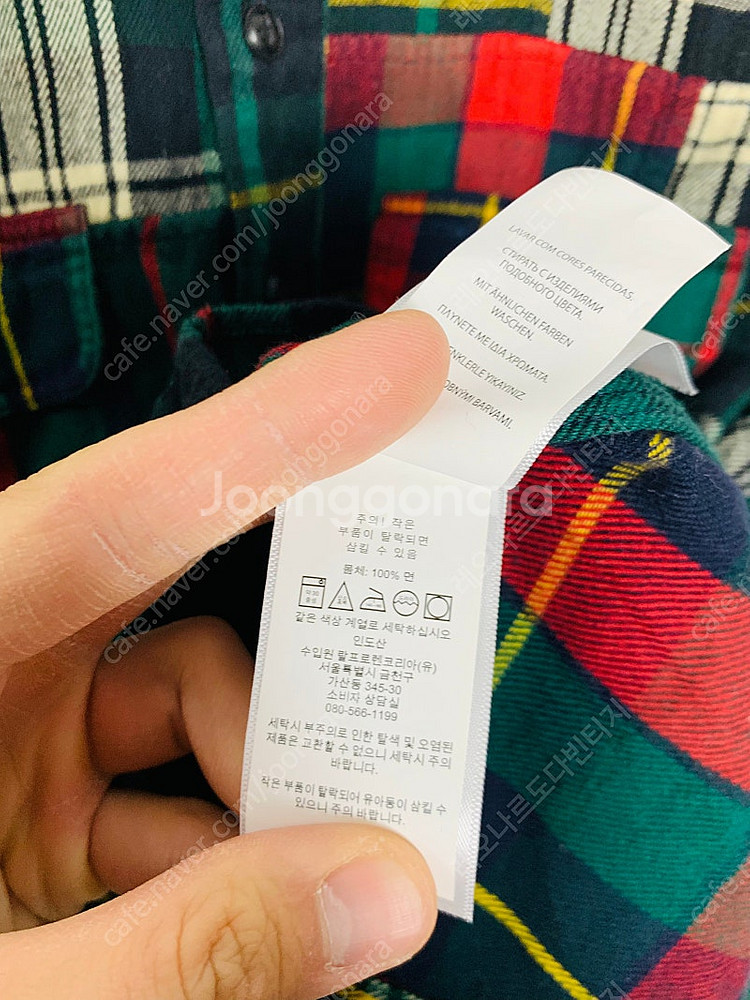 LAVAR COM CORES PARECIDAS.
СТИРАТЬ С ИЗДЕЛИЯМИ
ПОДОБНОГО ЦВЕТА.
MIT ÄHNLICHEN FARBEN
WASCHEN.
ΠΛΥΝΕΤΕ ΜΕ ΙΔΙΑ ΧΡΩΜΑΤΑ.
ENKLERLE YIKAYINIZ.
OBNÝMI BARVAMI.
Joonggonara
주의! 작은
부품이 탈락되면
삼킬 수 있음
몸체: 100% 면
같은 색상 계열로 세탁하십시오
인도산
수입원 랄프로렌코리아(유)
서울특별시 금천구
가산동 345-30
소비자 상담실
080-566-1199
세탁시 부주의로 인한 탈색 및 오염된
제품은 교환할 수 없으니 세탁시 주의
바랍니다.
작은 부품이 탈락되어 유아동이 삼킬 수
있으니 주의 바랍니다.
cafe.naver.com/joonggonara
cafe.naver.com/joonggonara